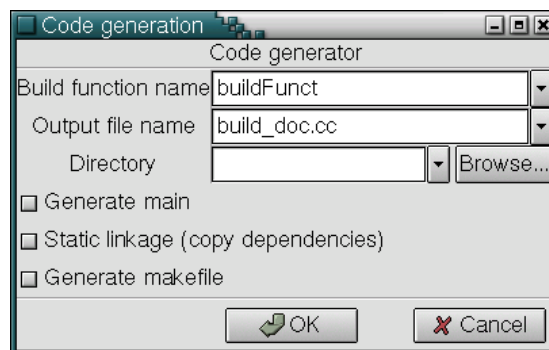 Code generation
Code generator
Build function name buildFunct
Output file name build_doc.cc
Directory Browse...
Generate main
Static linkage (copy dependencies)
Generate makefile
OK Cancel